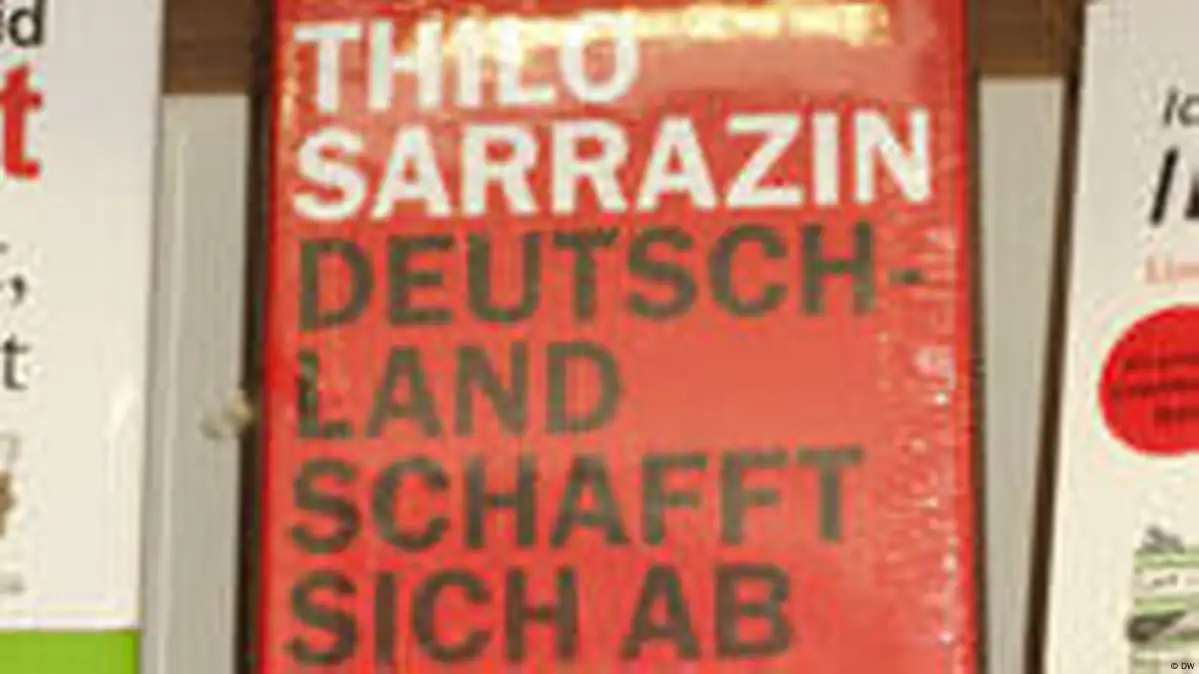 THILO
SARRAZIN
DEUTSCH-
LAND
SCHAFFT
SICH AB
t
t
© DW